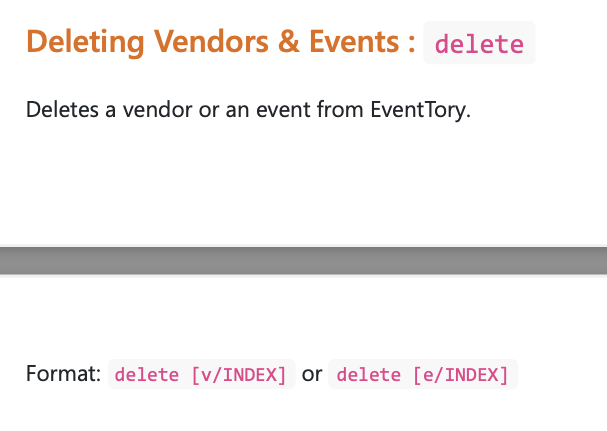 Deleting Vendors & Events : delete
Deletes a vendor or an event from EventTory.
Format: delete [v/INDEX] or delete [e/INDEX]